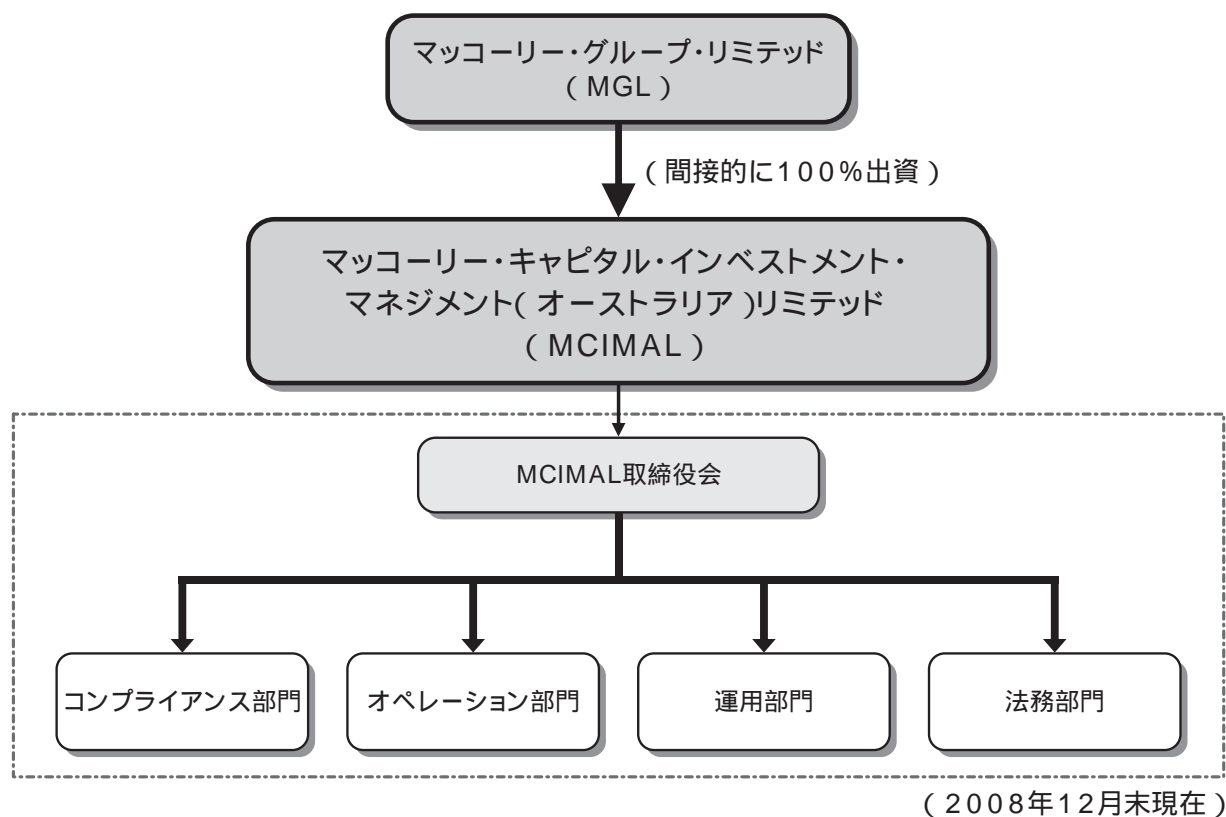 マッコーリー・グループ・リミテッド
（MGL）
（間接的に100%出資）
マッコーリー・キャピタル・インベストメント・
マネジメント（オーストラリア）リミテッド
（MCIMAL）
MCIMAL取締役会
コンプライアンス部門
オペレーション部門
運用部門
法務部門
（2008年12月末現在）